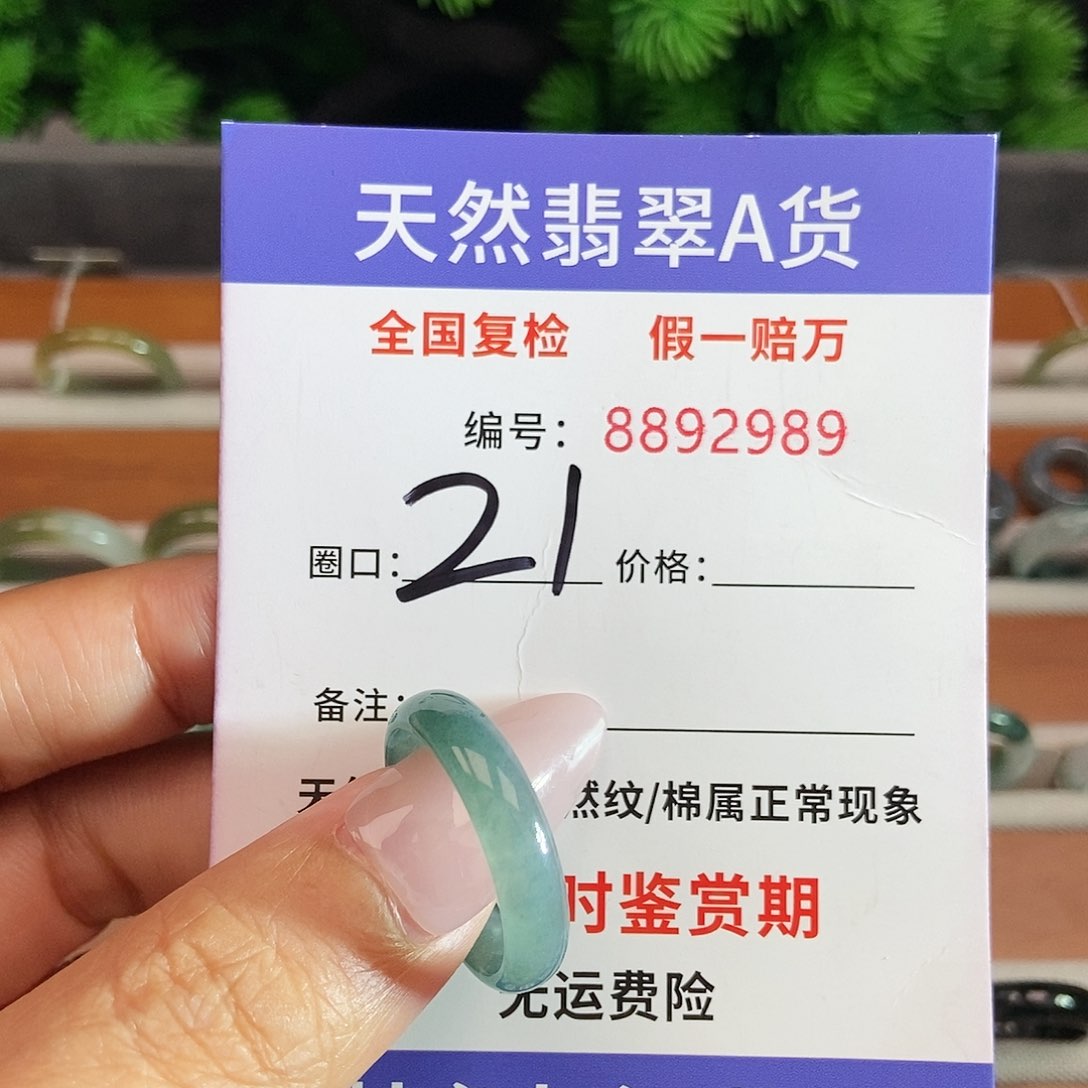 天然翡翠A货
全国复检 假一赔万
编号: 8892989
圈口: 21 价格:
备注:
然纹/棉属正常现象
时鉴赏期
无运费险